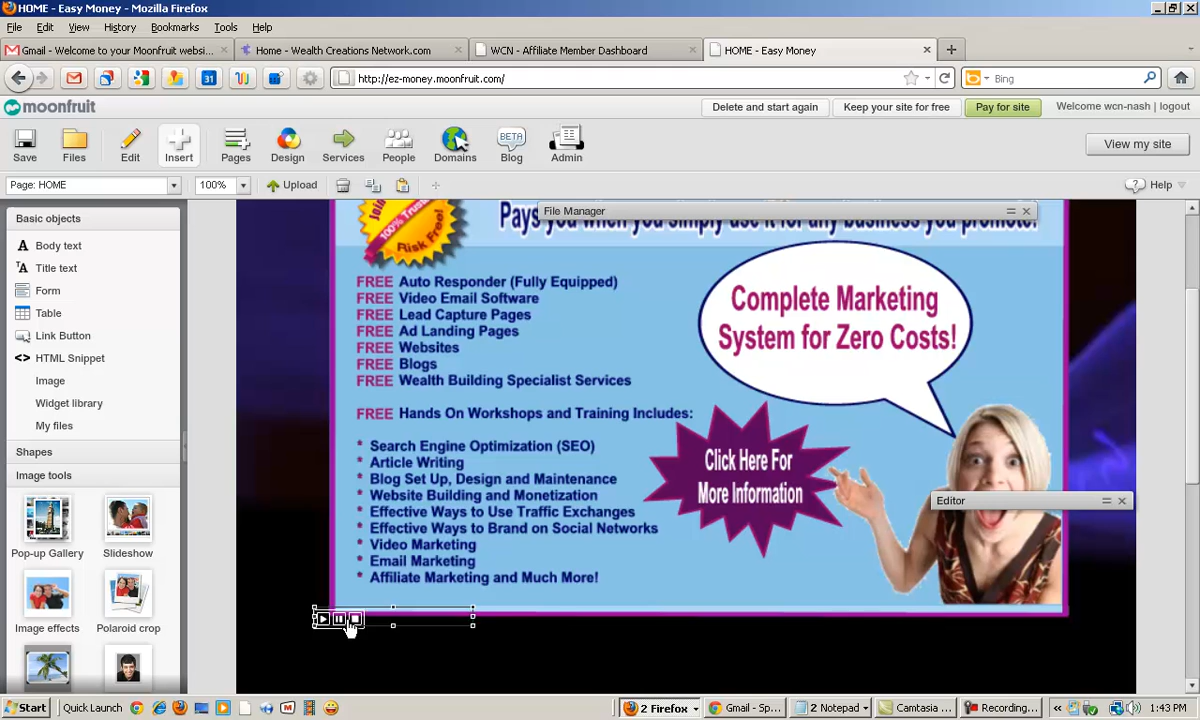 HOME - Easy Money - Mozilla Firefox
File Edit View History Bookmarks Tools Help
Gmail - Welcome to your Moonfruit websi...
Home - Wealth Creations Network.com
WCN - Affiliate Member Dashboard
HOME - Easy Money
http://ez-money.moonfruit.com/
Bing
moonfruit
Delete and start again
Keep your site for free
Pay for site
Welcome wcn-nash | logout
Save
Files
Edit
Insert
Pages
Design
Services
People
Domains
BETA
Blog
Admin
View my site
Page: HOME
100%
Upload
Help
Basic objects
Body text
Title text
Form
Table
Link Button
HTML Snippet
Image
Widget library
My files
Shapes
Image tools
Pop-up Gallery
Slideshow
Image effects
Polaroid crop
File Manager
Join
100% Trusted
Risk Free!
Pays you when you simply use it for any business you promote!
FREE Auto Responder (Fully Equipped)
FREE Video Email Software
FREE Lead Capture Pages
FREE Ad Landing Pages
FREE Websites
FREE Blogs
FREE Wealth Building Specialist Services
FREE Hands On Workshops and Training Includes:
* Search Engine Optimization (SEO)
* Article Writing
* Blog Set Up, Design and Maintenance
* Website Building and Monetization
* Effective Ways to Use Traffic Exchanges
* Effective Ways to Brand on Social Networks
* Video Marketing
* Email Marketing
* Affiliate Marketing and Much More!
Complete Marketing
System for Zero Costs!
Click Here For
More Information
Editor
Start
Quick Launch
2 Firefox
Gmail - Sp...
2 Notepad
Camtasia ...
Recording...
1:43 PM